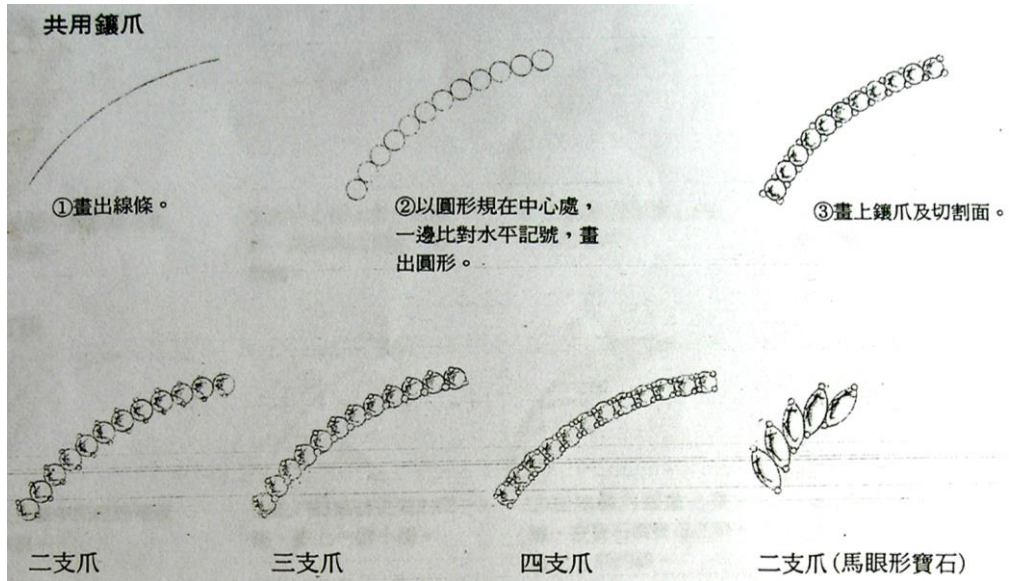 共用鑲爪
①畫出線條。
②以圓形規在中心處，
一邊比對水平記號，畫
出圓形。
③畫上鑲爪及切割面。
二支爪
三支爪
四支爪
二支爪(馬眼形寶石)